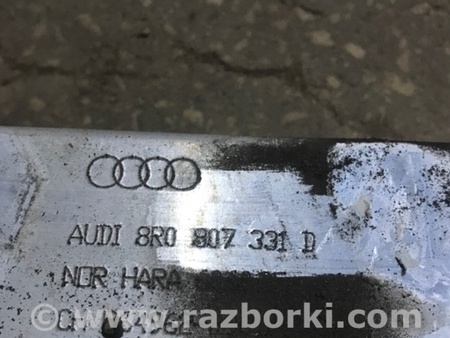 AUDI 8R0 807 331 D
NOR HARA
© www.razborki.com